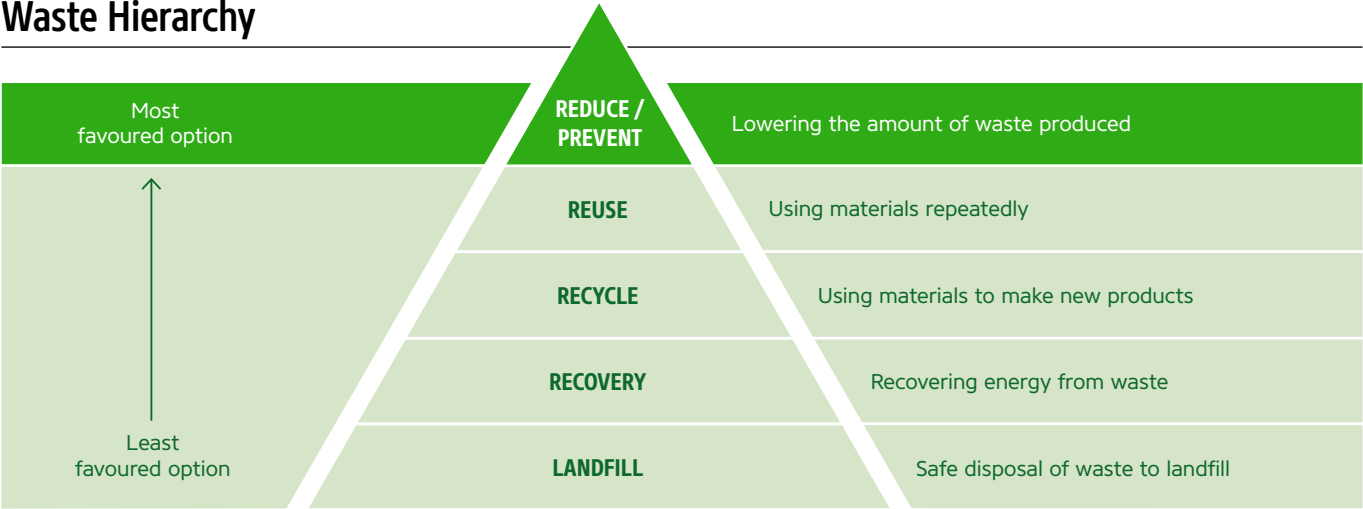 Waste Hierarchy
Most
favoured option
REDUCE /
PREVENT
Lowering the amount of waste produced
REUSE
Using materials repeatedly
RECYCLE
Using materials to make new products
RECOVERY
Recovering energy from waste
Least
favoured option
LANDFILL
Safe disposal of waste to landfill